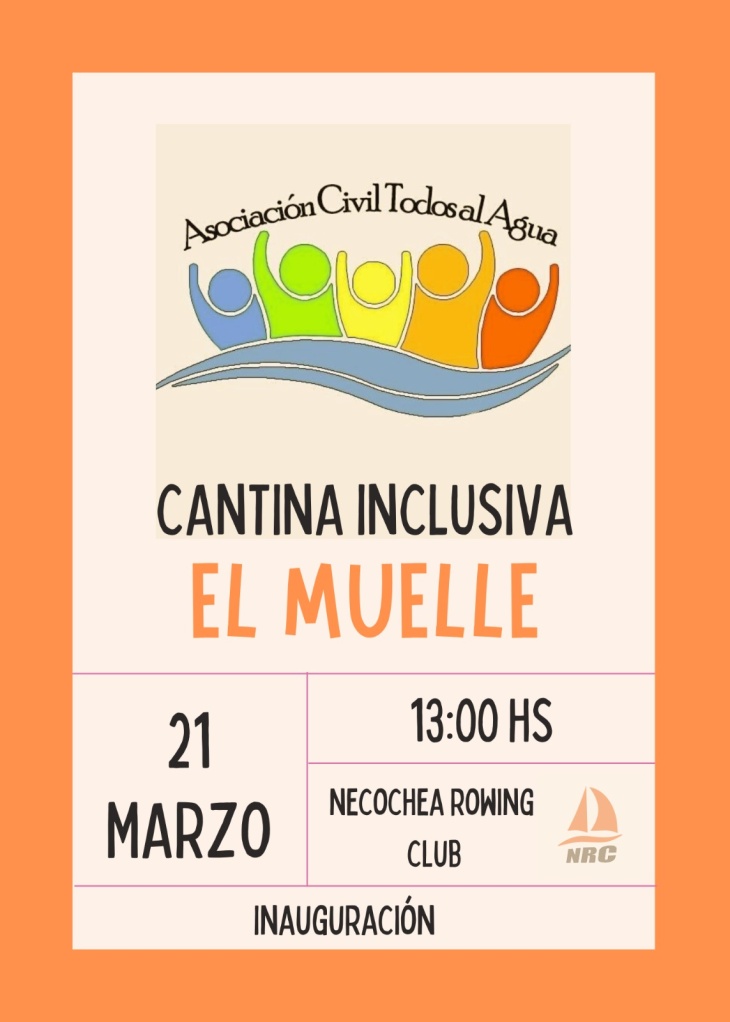 Asociación Civil Todos al Agua
CANTINA INCLUSIVA
EL MUELLE
21
MARZO
13:00 HS
NECOCHEA ROWING
CLUB
NRC
INAUGURACIÓN